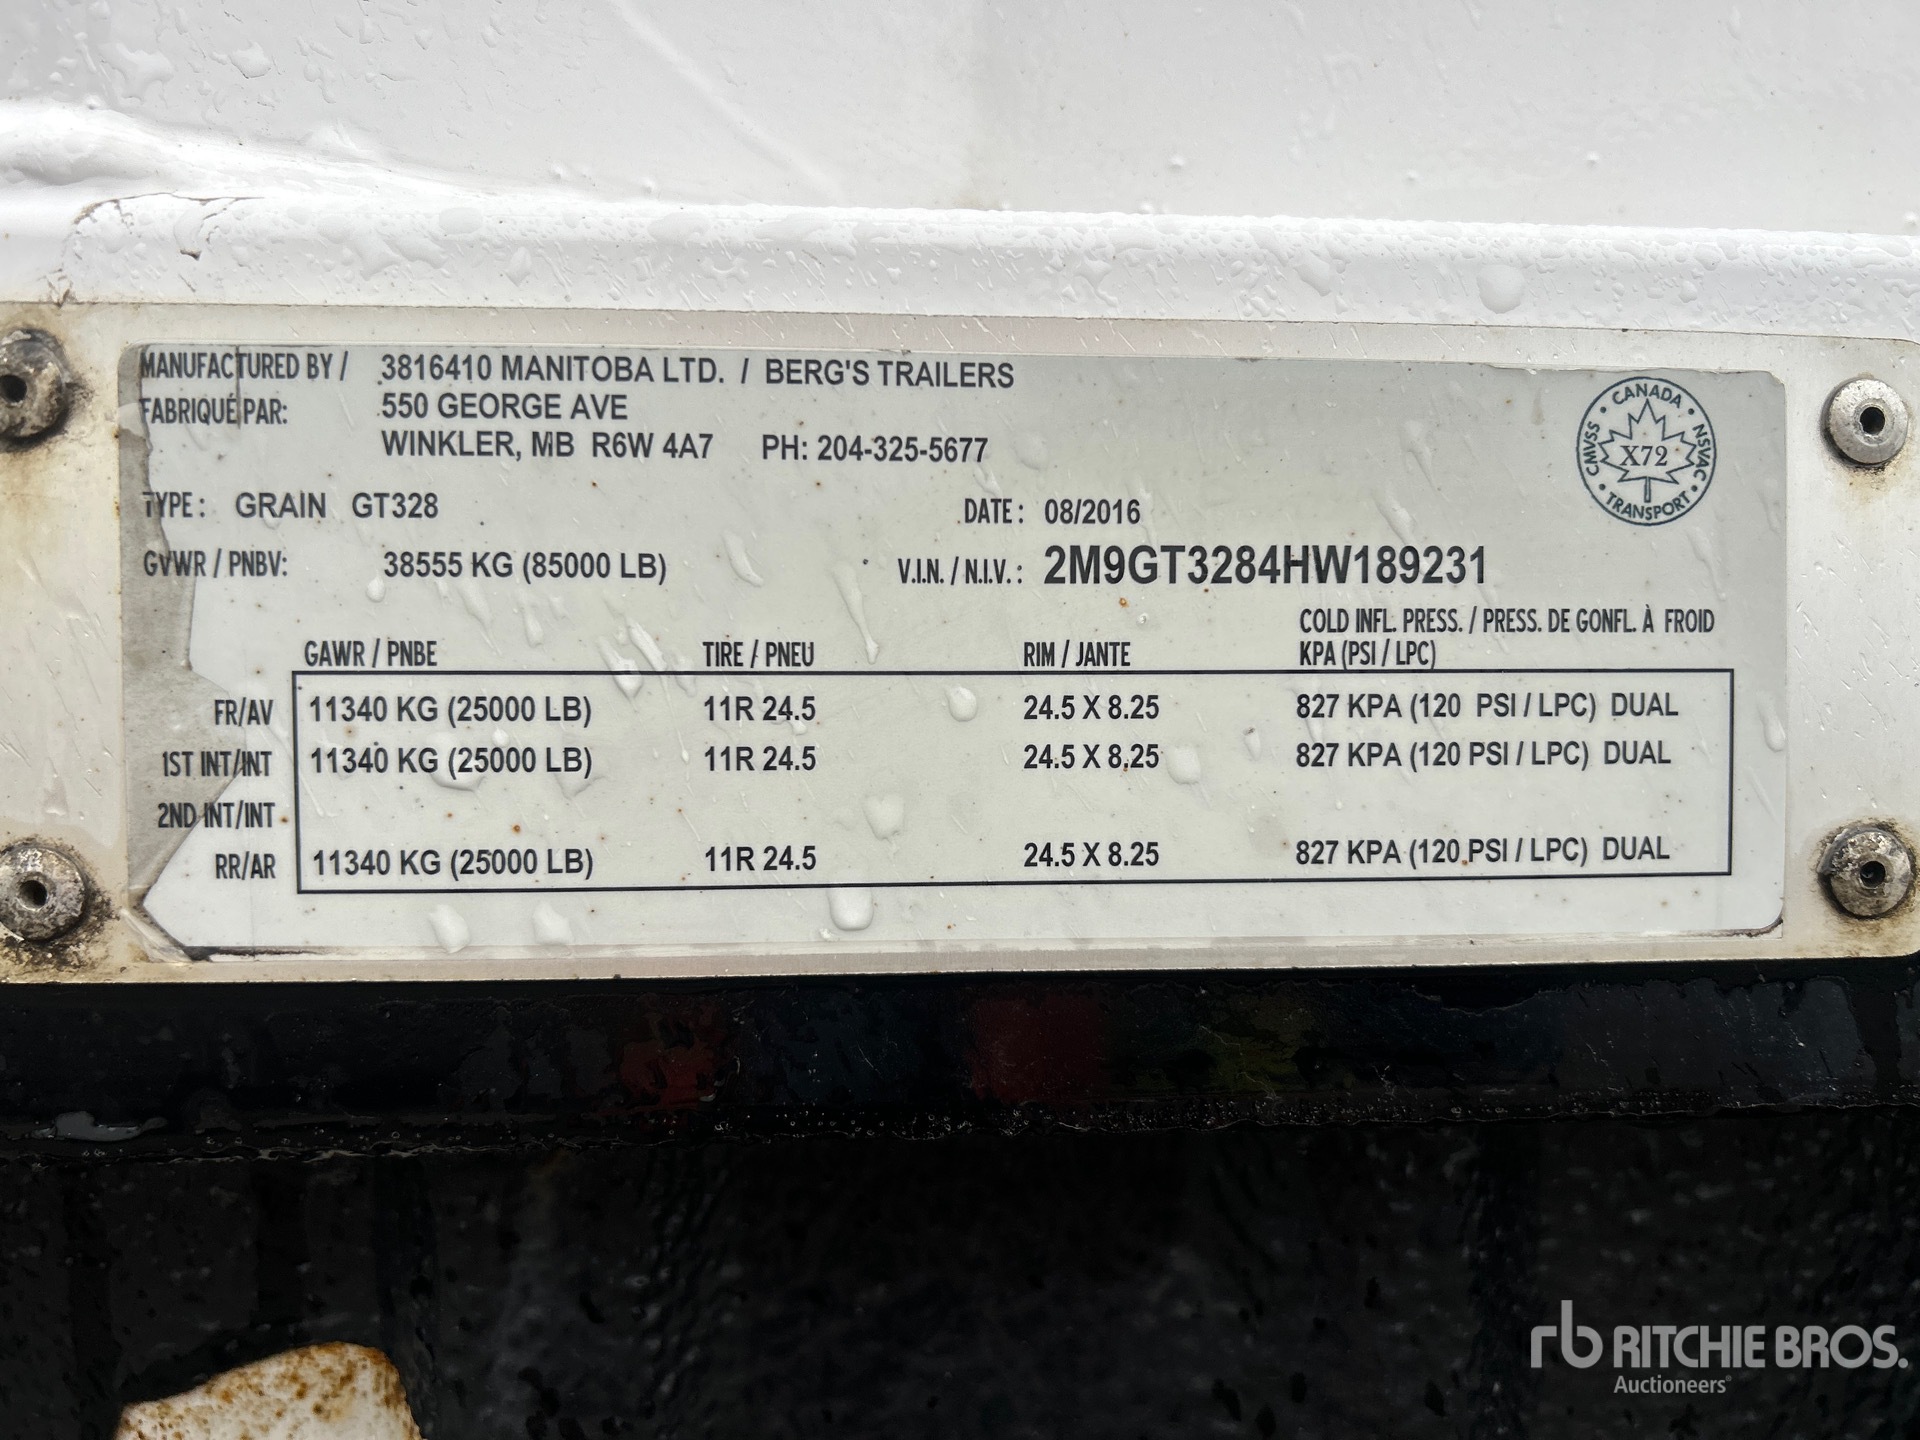 MANUFACTURED BY / 3816410 MANITOBA LTD. / BERG'S TRAILERS
FABRIQUÉ PAR: 550 GEORGE AVE
WINKLER, MB R6W 4A7 PH: 204-325-5677
CANADA
CMVSS
X72
NSVAC
TRANSPORT
TYPE: GRAIN GT328 DATE: 08/2016
GVWR / PNBV: 38555 KG (85000 LB) V.I.N. / N.I.V.: 2M9GT3284HW189231
COLD INFL. PRESS. / PRESS. DE GONFL. À FROID
GAWR / PNBE TIRE / PNEU RIM / JANTE KPA (PSI / LPC)
FR/AV 11340 KG (25000 LB) 11R 24.5 24.5 X 8.25 827 KPA (120 PSI / LPC) DUAL
1ST INT/INT 11340 KG (25000 LB) 11R 24.5 24.5 X 8.25 827 KPA (120 PSI / LPC) DUAL
2ND INT/INT
RR/AR 11340 KG (25000 LB) 11R 24.5 24.5 X 8.25 827 KPA (120 PSI / LPC) DUAL
rb RITCHIE BROS.
Auctioneers